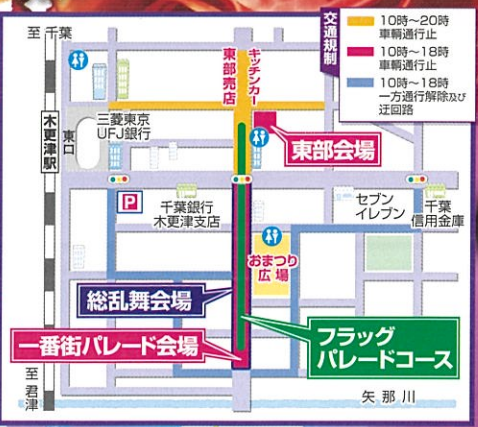 至 千葉
交通規制
10時〜20時
車輌通行止
10時〜18時
車輌通行止
10時〜18時
一方通行解除及び
迂回路
キッチンカー
東部売店
三菱東京
UFJ銀行
東口
木更津駅
東部会場
P
千葉銀行
木更津支店
セブン
イレブン
千葉
信用金庫
おまつり
広場
総乱舞会場
一番街パレード会場
フラッグ
パレードコース
至 君津
矢那川